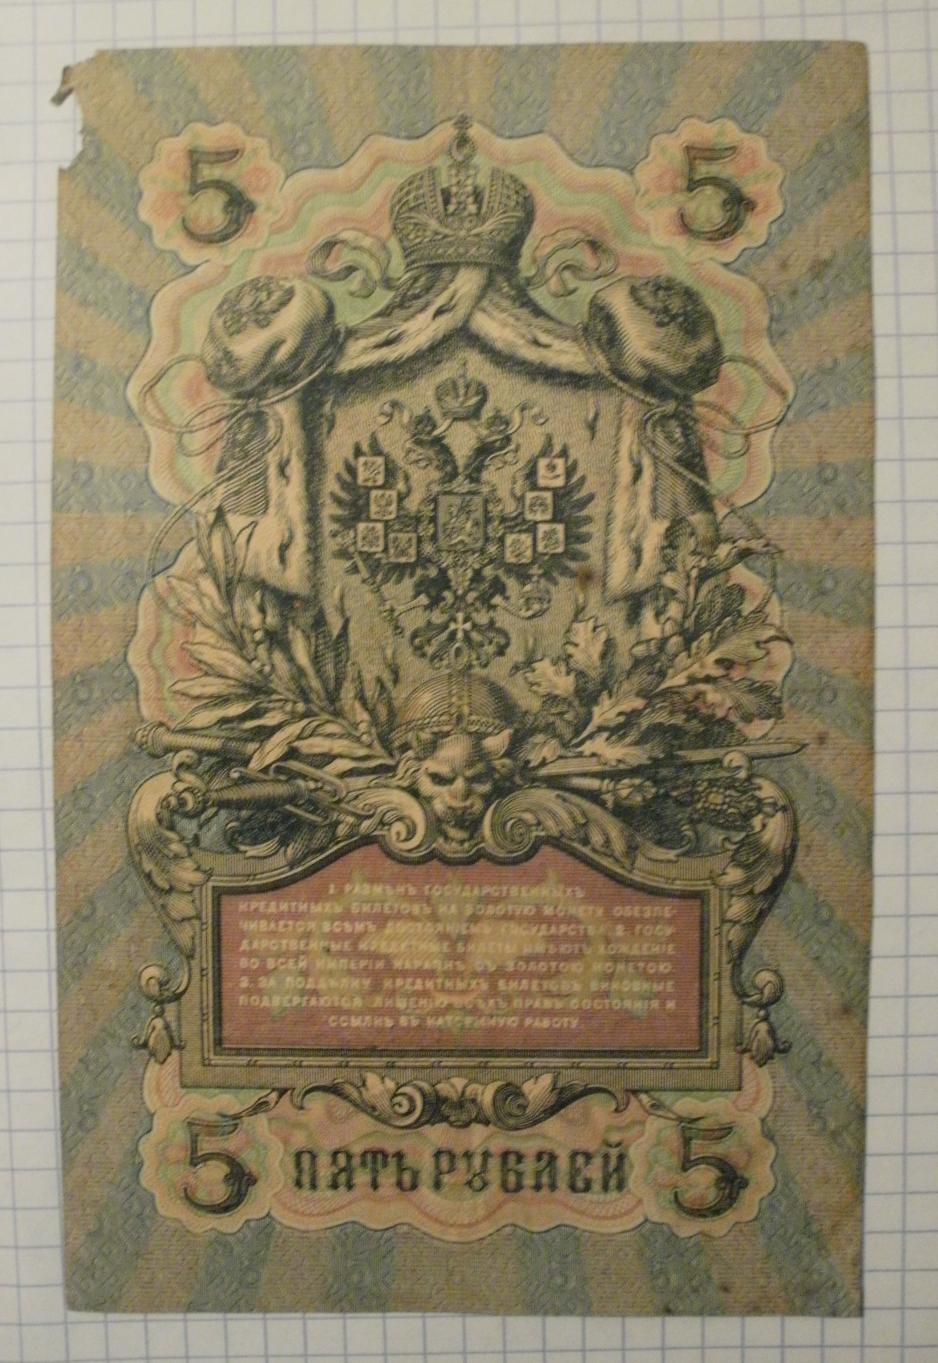 5 5
1. РАЗМѢНЪ ГОСУДАРСТВЕННЫХЪ
КРЕДИТНЫХЪ БИЛЕТОВЪ НА ЗОЛОТУЮ МОНЕТУ ОБЕЗПЕ-
ЧИВАЕТСЯ ВСѢМЪ ДОСТОЯНІЕМЪ ГОСУДАРСТВА. 2. ГОСУ-
ДАРСТВЕННЫЕ КРЕДИТНЫЕ БИЛЕТЫ ИМѢЮТЪ ХОЖДЕНІЕ
ВО ВСЕЙ ИМПЕРІИ НАРАВНѢ СЪ ЗОЛОТОЮ МОНЕТОЮ.
3. ЗА ПОДДѢЛКУ КРЕДИТНЫХЪ БИЛЕТОВЪ ВИНОВНЫЕ
ПОДВЕРГАЮТСЯ ЛИШЕНІЮ ВСѢХЪ ПРАВЪ СОСТОЯНІЯ И
ССЫЛКѢ ВЪ КАТОРЖНУЮ РАБОТУ.
5 ПЯТЬ РУБЛЕЙ 5